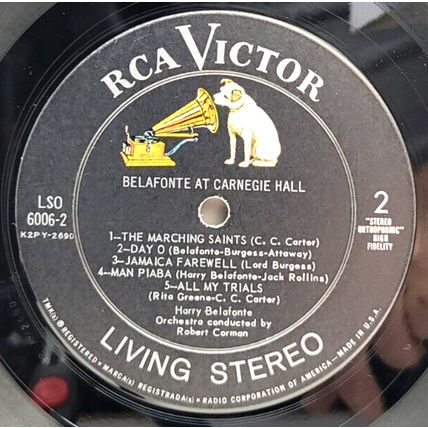 RCA VICTOR
BELAFONTE AT CARNEGIE HALL
LSO
6006-2
K2PY-2690
2
"STEREO
ORTHOPHONIC"
HIGH
FIDELITY
1—THE MARCHING SAINTS (C. C. Carter)
2—DAY O (Belafonte-Burgess-Attaway)
3—JAMAICA FAREWELL (Lord Burgess)
4—MAN PIABA (Harry Belafonte-Jack Rollins)
5—ALL MY TRIALS
(Rita Greene-C. C. Carter)
Harry Belafonte
Orchestra conducted by
Robert Corman
LIVING STEREO
TMK(s) ® REGISTERED • MARCA(s) REGISTRADA(s) • RADIO CORPORATION OF AMERICA—MADE IN U.S.A.